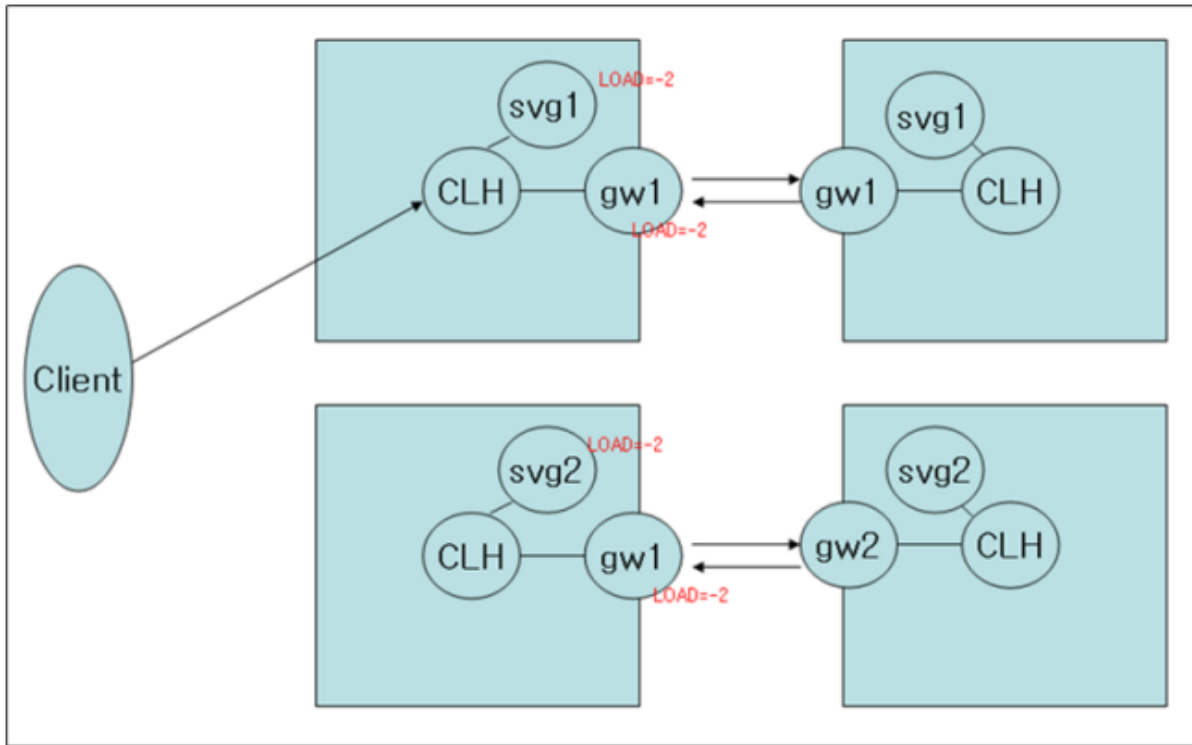 LOAD=-2
svg1
svg1
CLH
gw1
gw1
CLH
LOAD=-2
Client
LOAD=-2
svg2
svg2
CLH
gw1
gw2
CLH
LOAD=-2